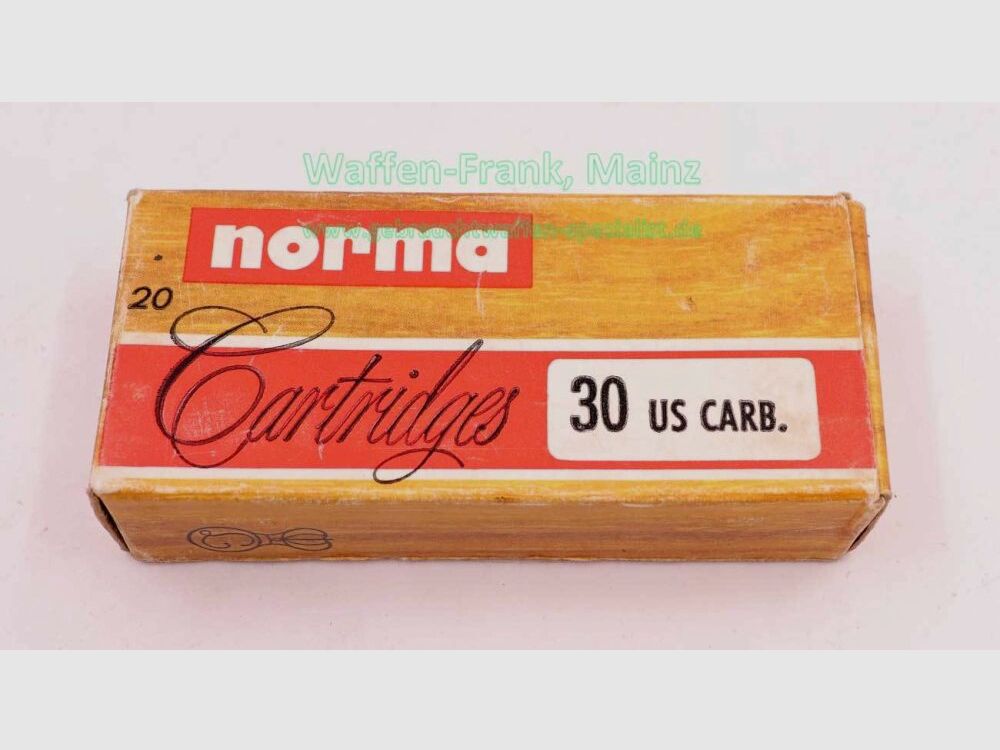 Waffen-Frank, Mainz
www.gebrauchtwaffen-spezialist.de
norma
20
Cartridges
30 US CARB.